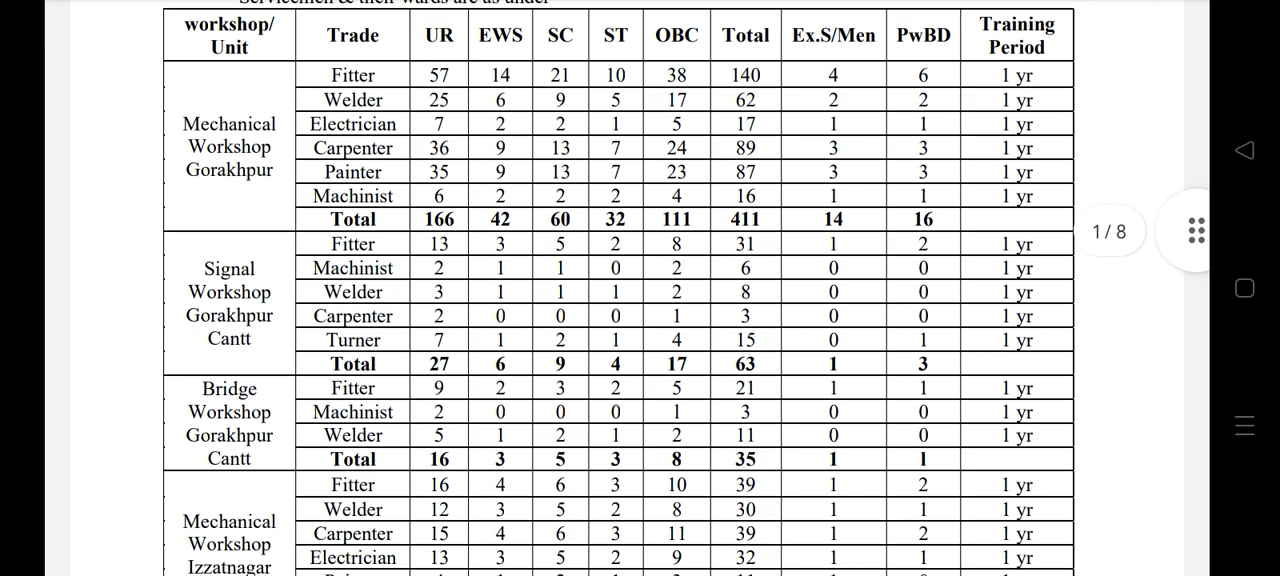 workshop/ Unit Trade UR EWS SC ST OBC Total Ex.S/Men PwBD Training Period
Mechanical Workshop Gorakhpur
Fitter 57 14 21 10 38 140 4 6 1 yr
Welder 25 6 9 5 17 62 2 2 1 yr
Electrician 7 2 2 1 5 17 1 1 1 yr
Carpenter 36 9 13 7 24 89 3 3 1 yr
Painter 35 9 13 7 23 87 3 3 1 yr
Machinist 6 2 2 2 4 16 1 1 1 yr
Total 166 42 60 32 111 411 14 16
Signal Workshop Gorakhpur Cantt
Fitter 13 3 5 2 8 31 1 2 1 yr
Machinist 2 1 1 0 2 6 0 0 1 yr
Welder 3 1 1 1 2 8 0 0 1 yr
Carpenter 2 0 0 0 1 3 0 0 1 yr
Turner 7 1 2 1 4 15 0 1 1 yr
Total 27 6 9 4 17 63 1 3
Bridge Workshop Gorakhpur Cantt
Fitter 9 2 3 2 5 21 1 1 1 yr
Machinist 2 0 0 0 1 3 0 0 1 yr
Welder 5 1 2 1 2 11 0 0 1 yr
Total 16 3 5 3 8 35 1 1
Mechanical Workshop Izzatnagar
Fitter 16 4 6 3 10 39 1 2 1 yr
Welder 12 3 5 2 8 30 1 1 1 yr
Carpenter 15 4 6 3 11 39 1 2 1 yr
Electrician 13 3 5 2 9 32 1 1 1 yr
1 / 8